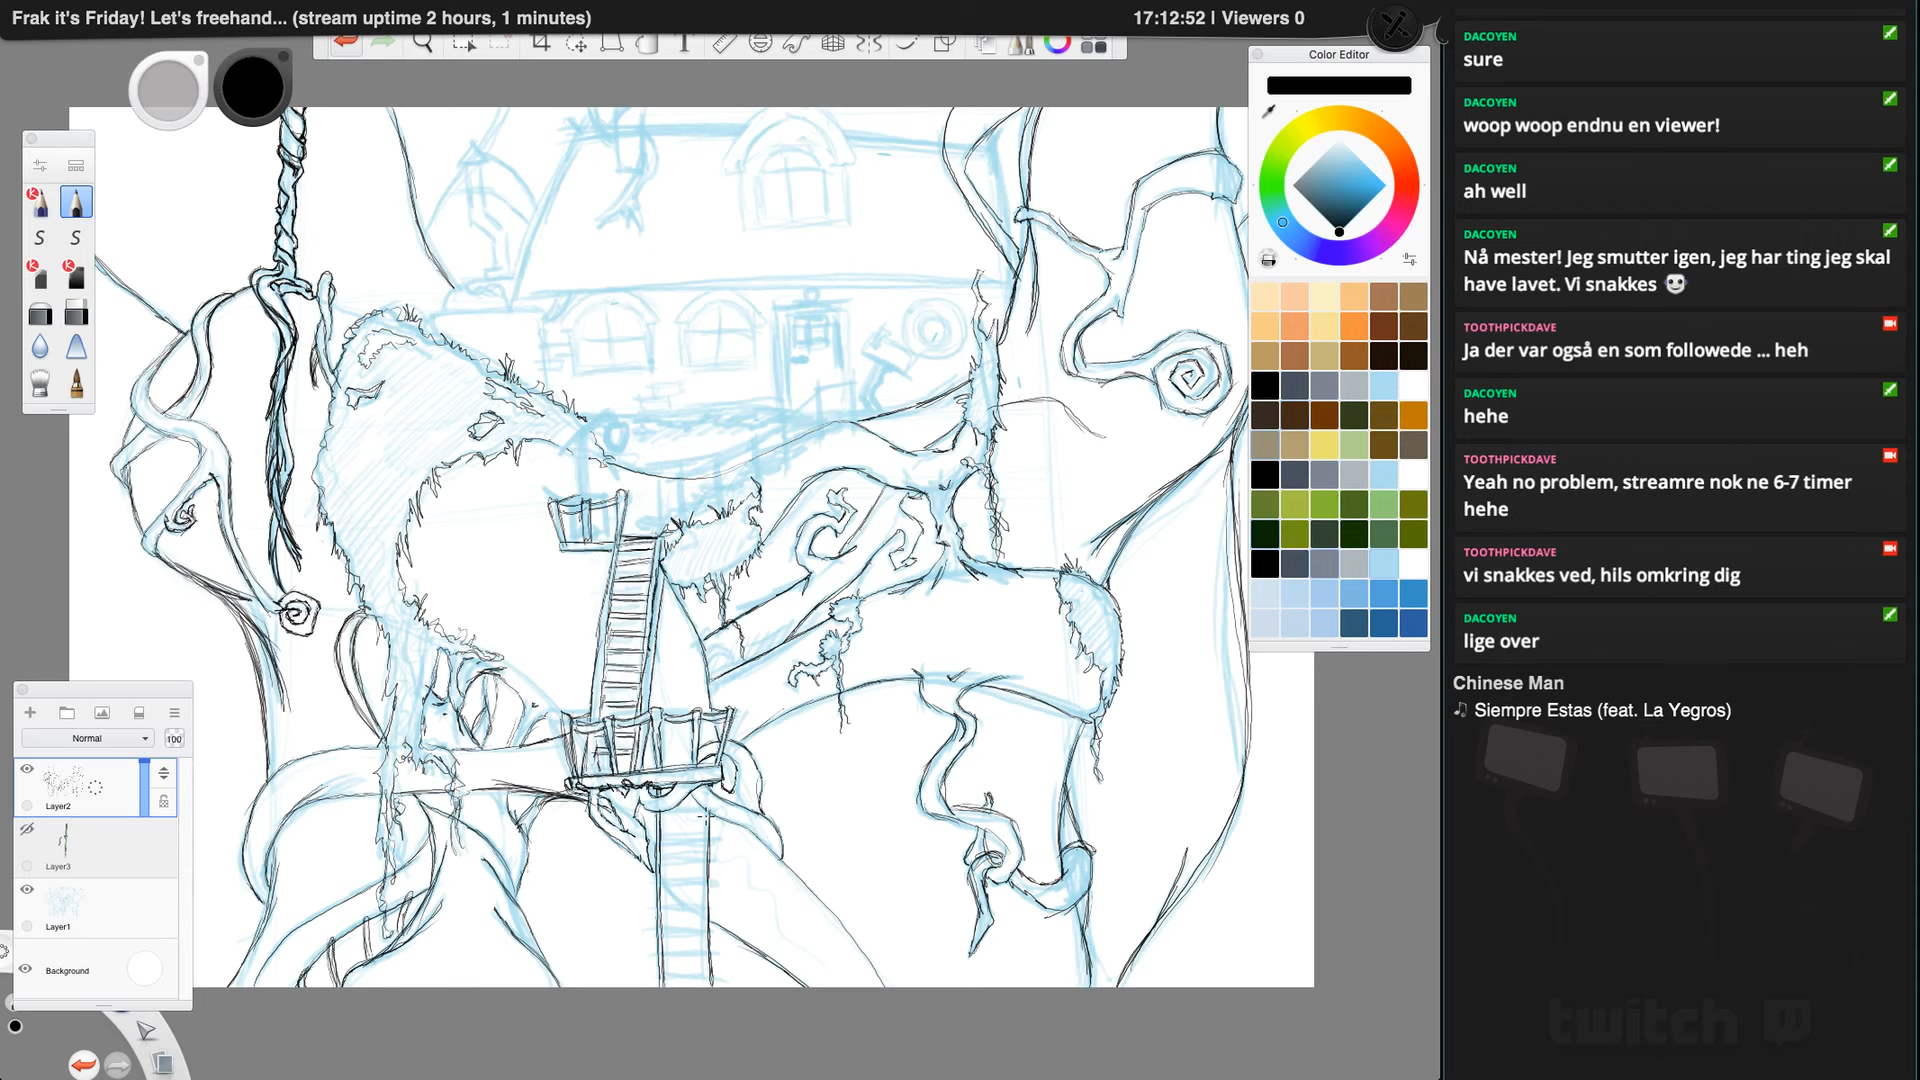 Frak it's Friday! Let's freehand... (stream uptime 2 hours, 1 minutes)
17:12:52 | Viewers 0
Color Editor
S S
Normal
100
Layer2
Layer3
Layer1
Background
DACOYEN
sure
DACOYEN
woop woop endnu en viewer!
DACOYEN
ah well
DACOYEN
Nå mester! Jeg smutter igen, jeg har ting jeg skal
have lavet. Vi snakkes
TOOTHPICKDAVE
Ja der var også en som followede ... heh
DACOYEN
hehe
TOOTHPICKDAVE
Yeah no problem, streamre nok ne 6-7 timer
hehe
TOOTHPICKDAVE
vi snakkes ved, hils omkring dig
DACOYEN
lige over
Chinese Man
Siempre Estas (feat. La Yegros)
twitch